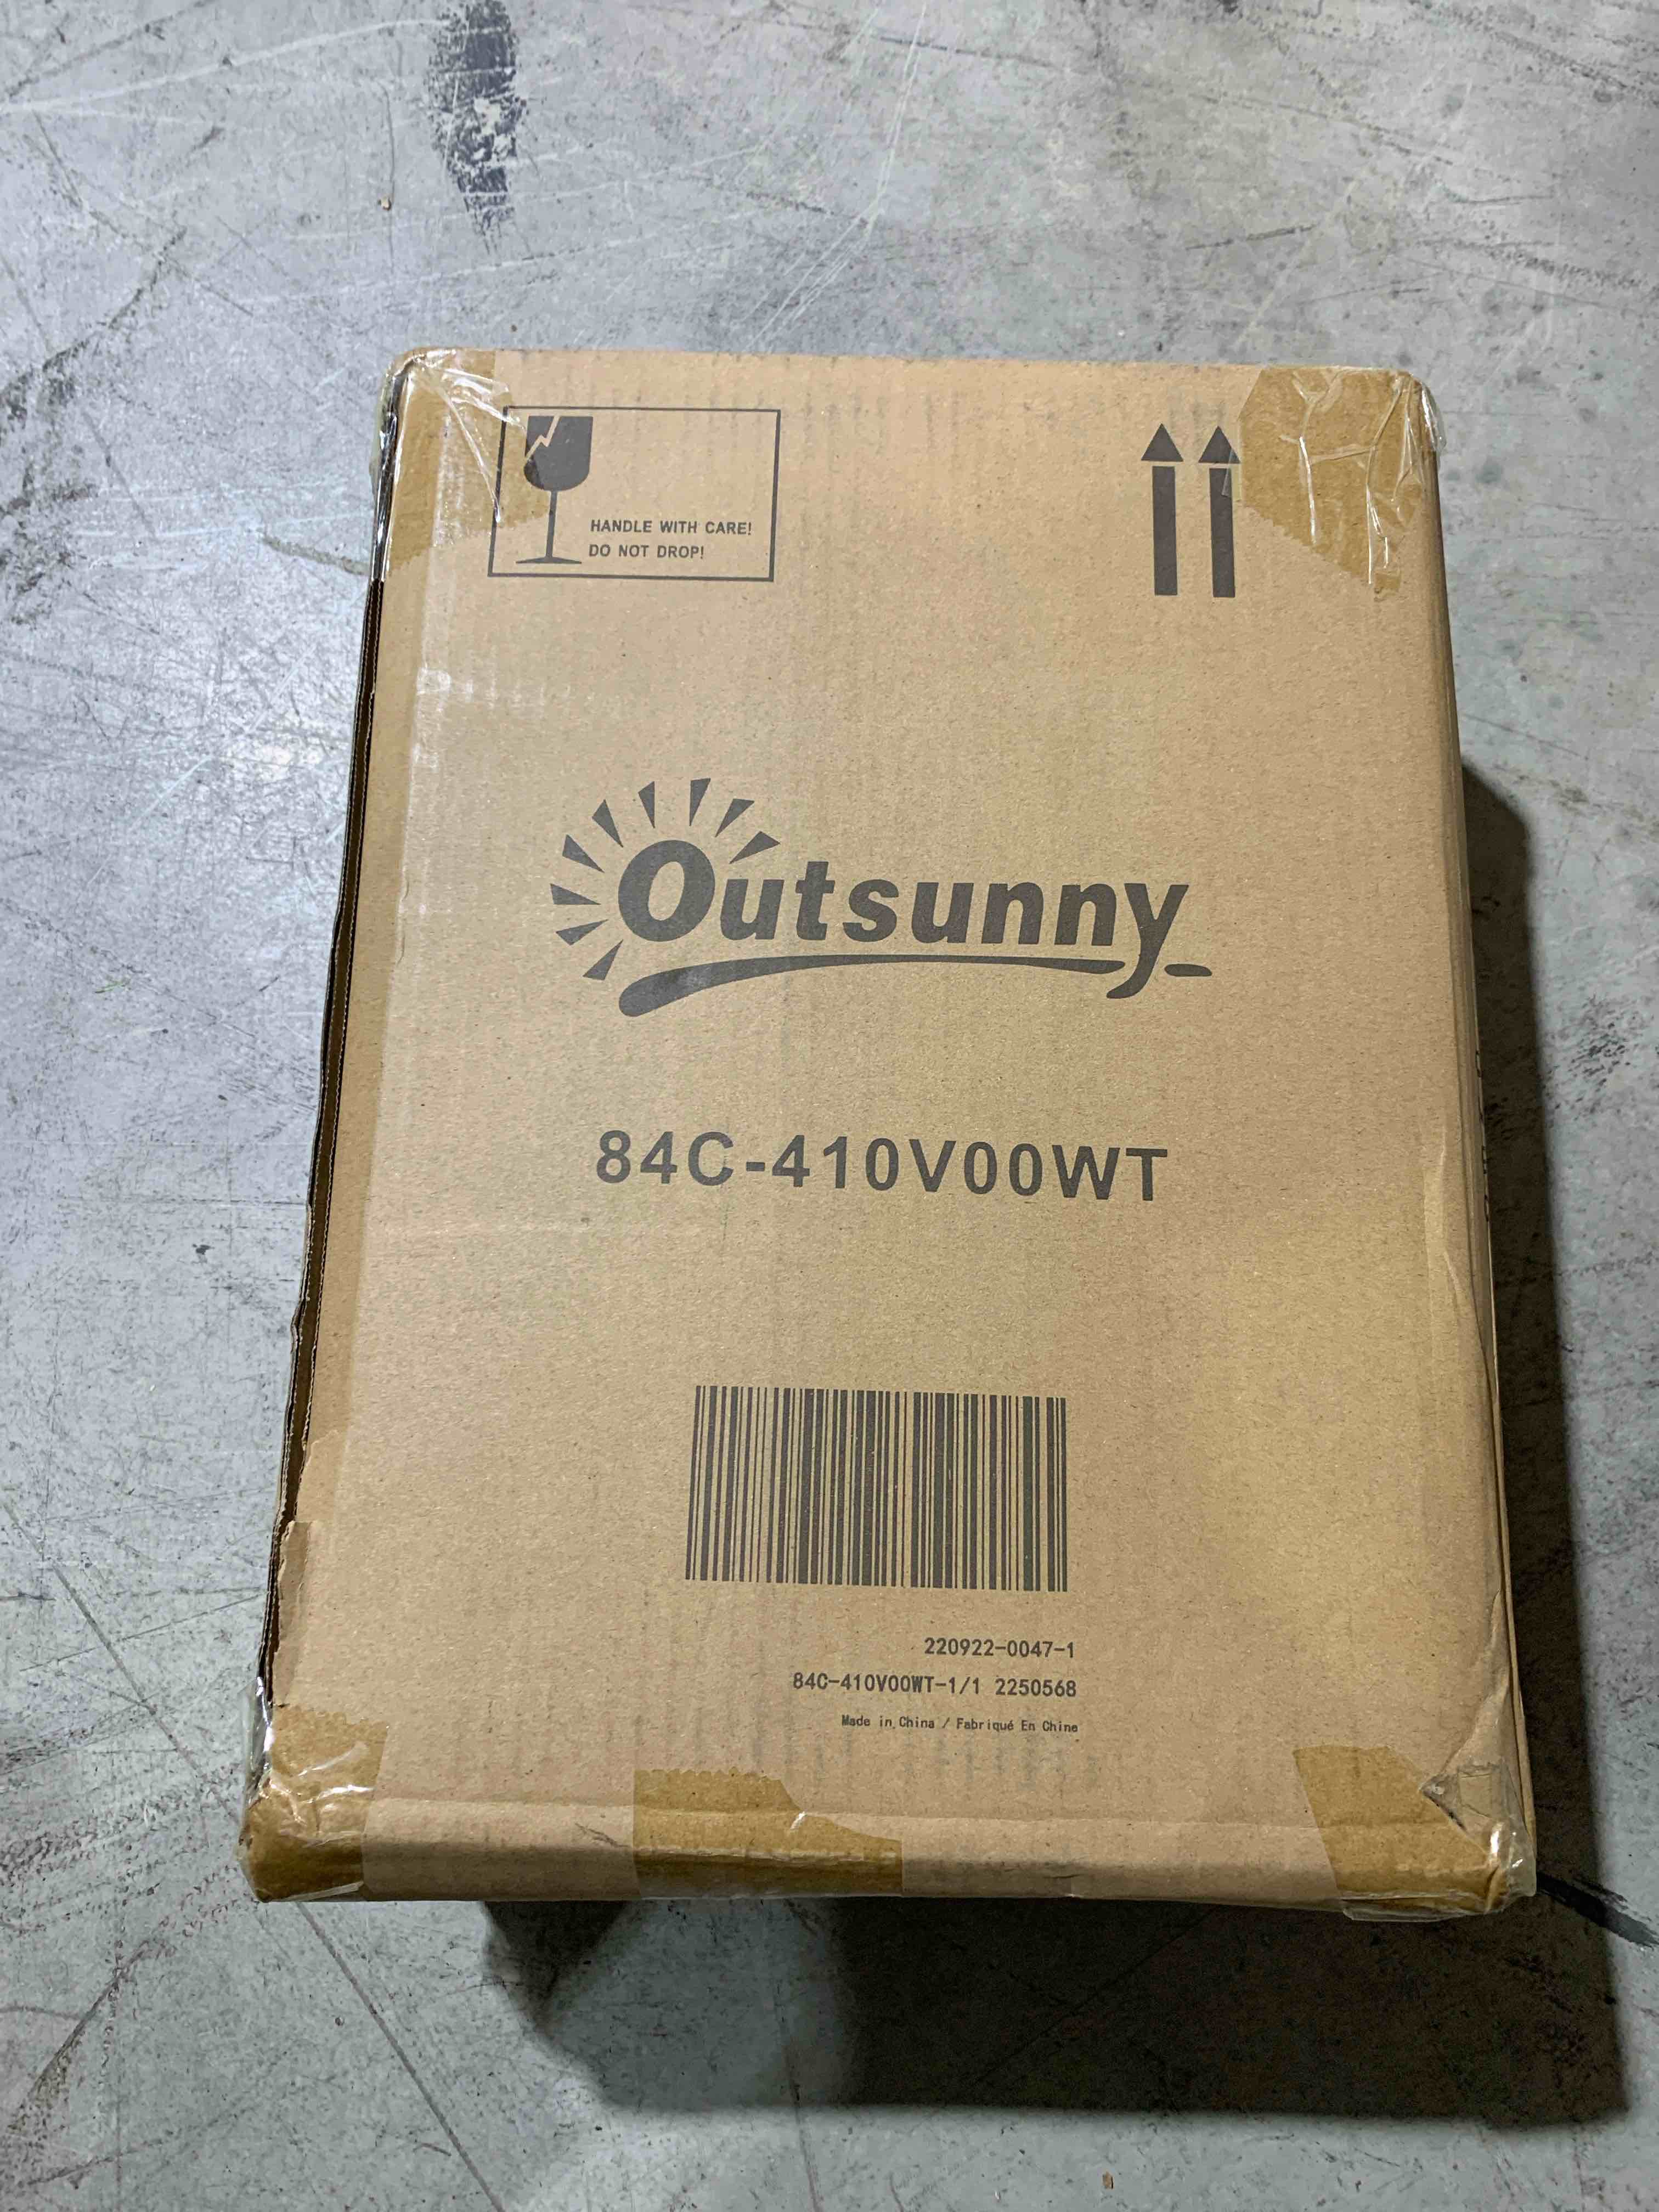 HANDLE WITH CARE!
DO NOT DROP!
Outsunny
84C-410V00WT
220922-0047-1
84C-410V00WT-1/1 2250568
Made in China / Fabriqué En Chine